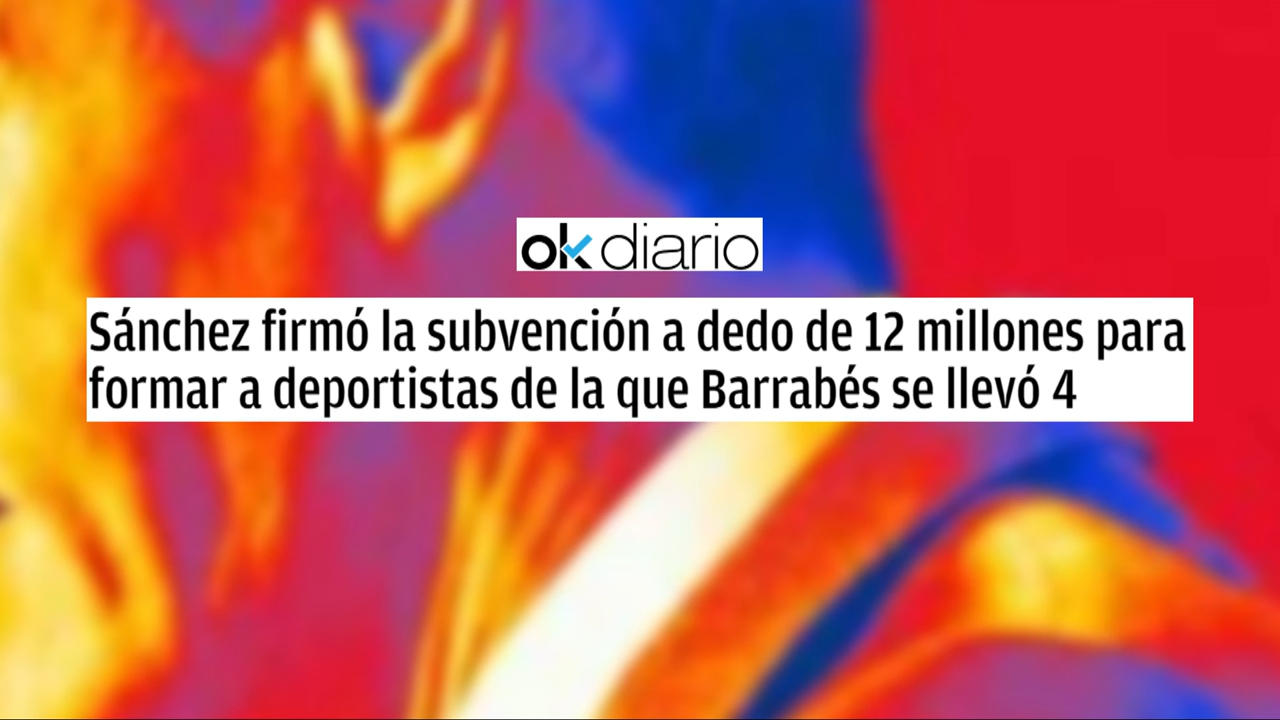 okdiario
Sánchez firmó la subvención a dedo de 12 millones para
formar a deportistas de la que Barrabés se llevó 4